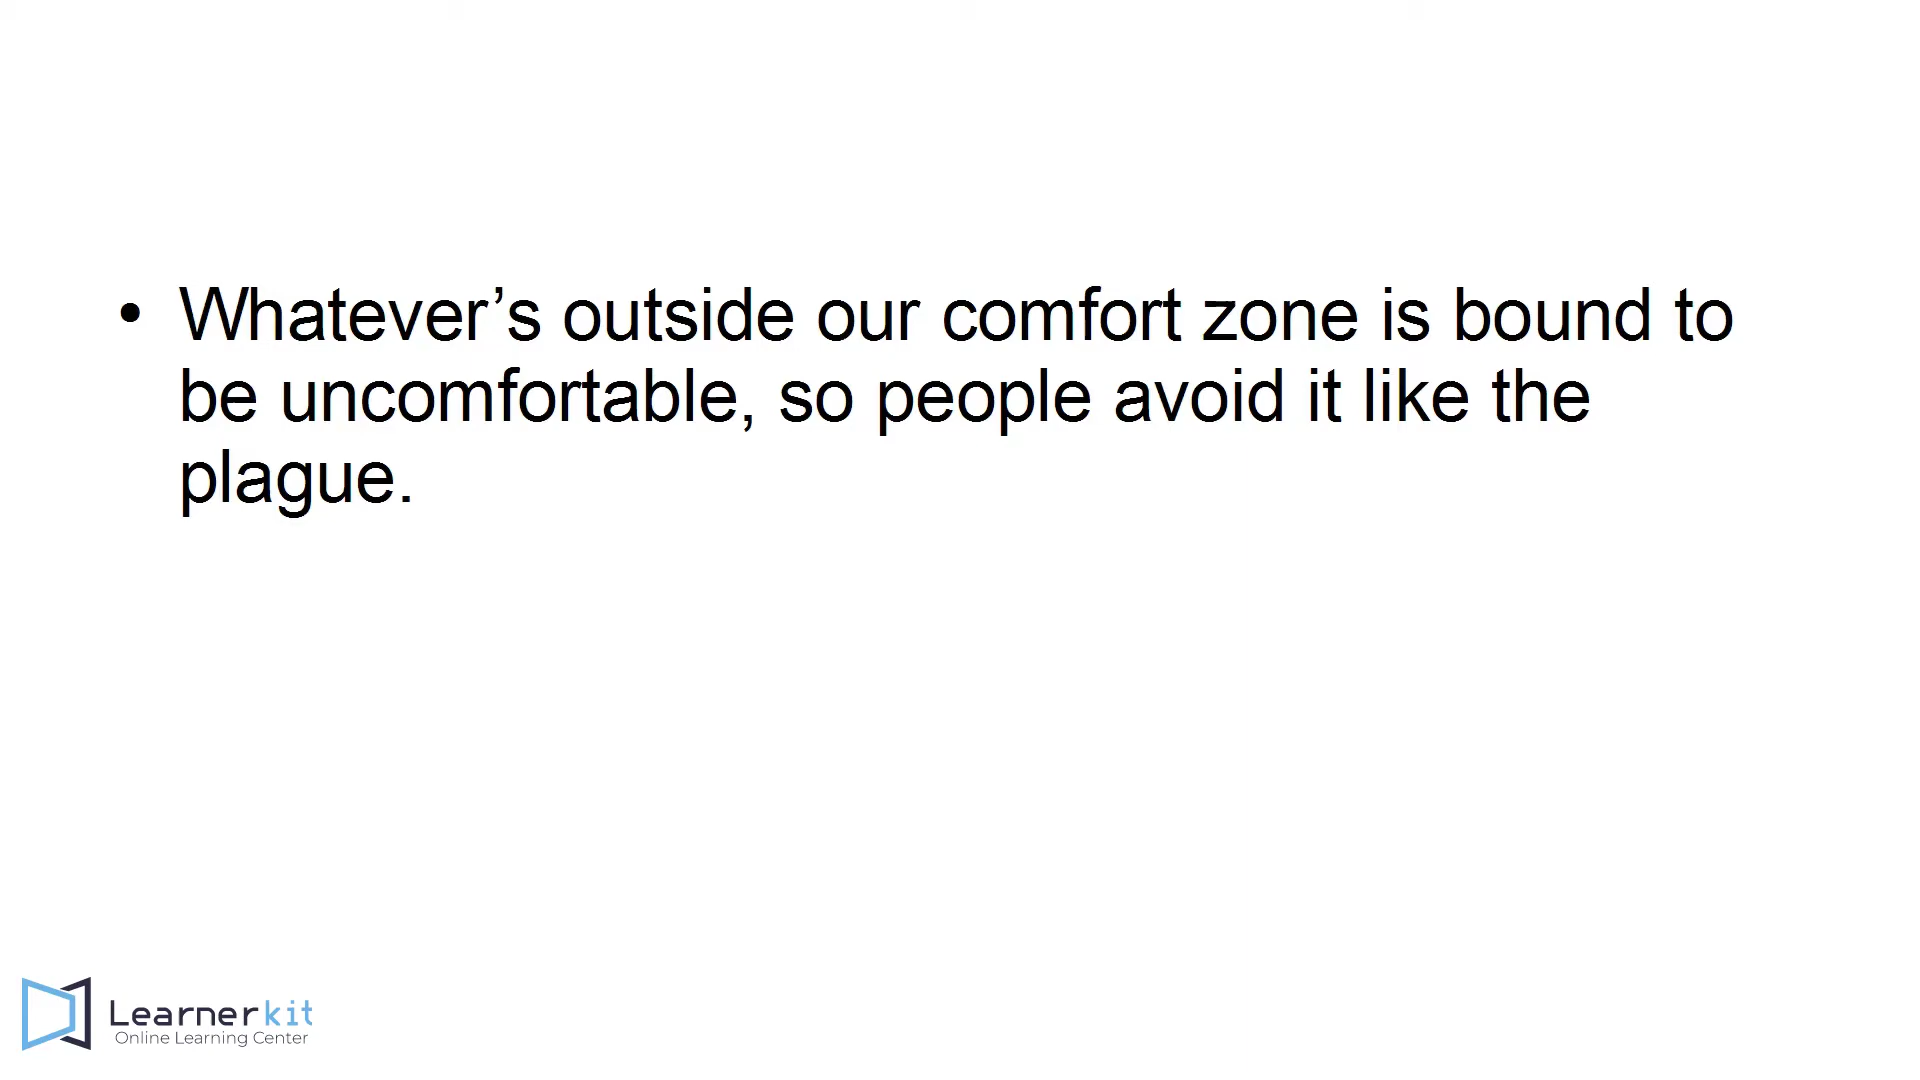 • Whatever’s outside our comfort zone is bound to
be uncomfortable, so people avoid it like the
plague.
Learnerkit
Online Learning Center